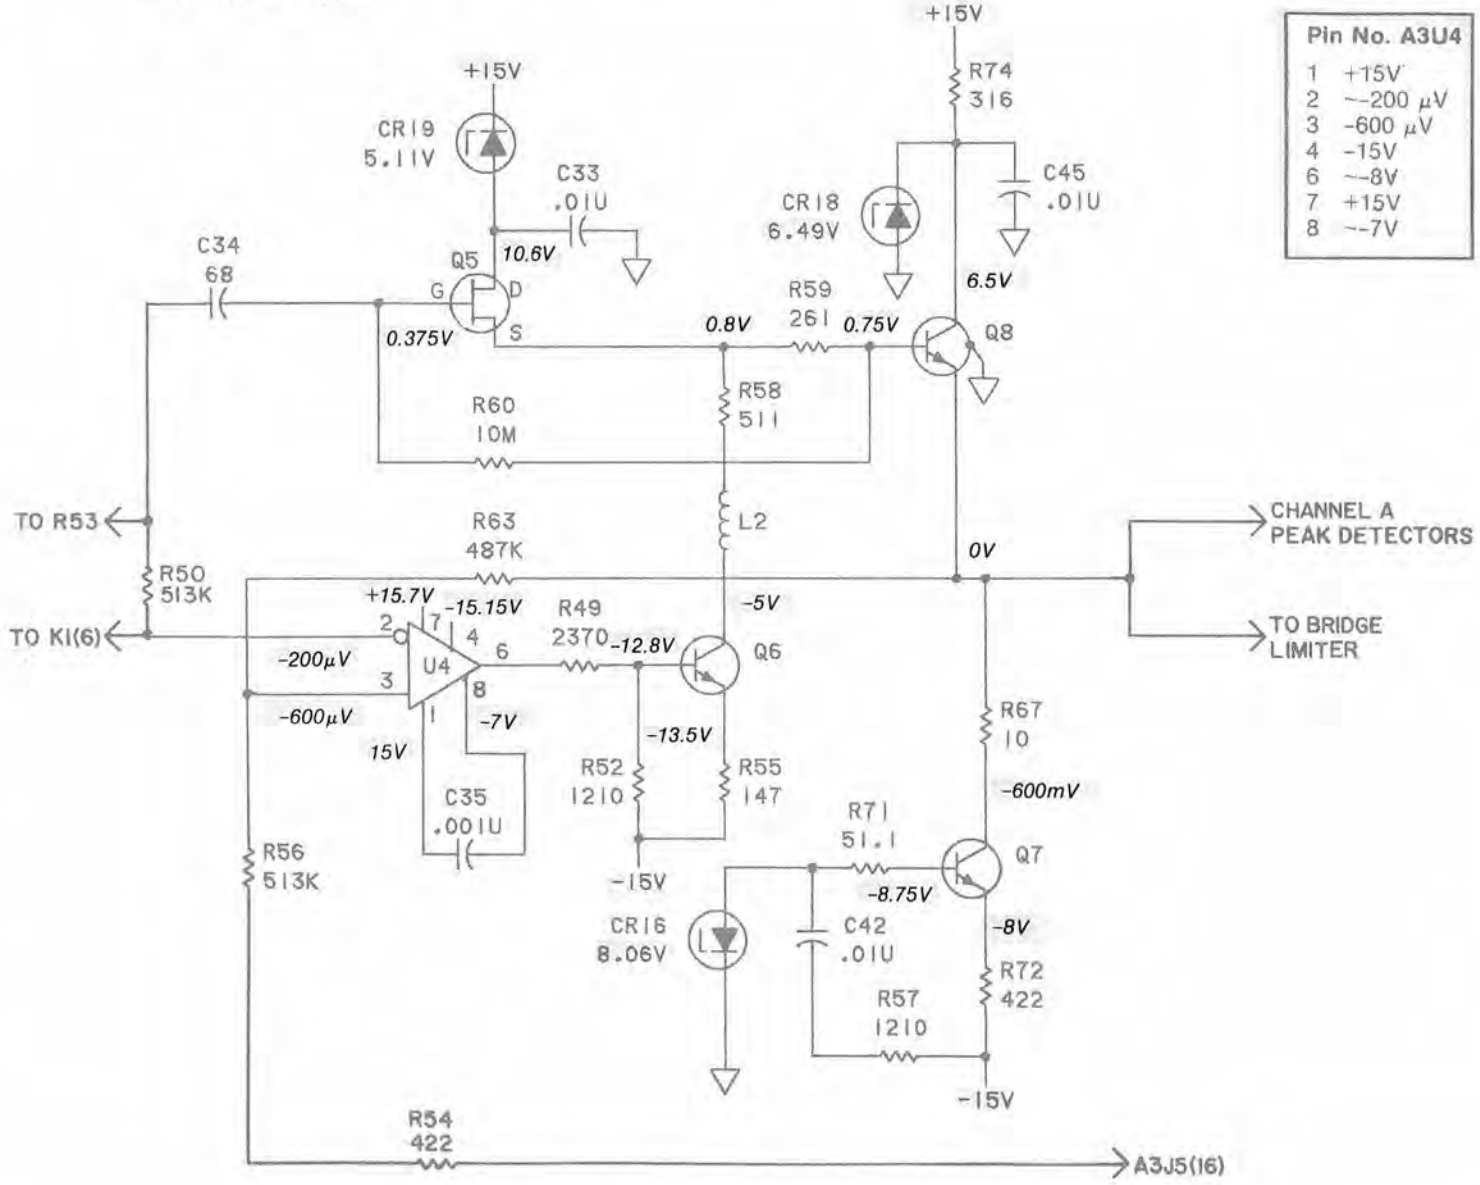 +15V
Pin No. A3U4
1 +15V
2 ~-200 µV
3 -600 µV
4 -15V
6 ~-8V
7 +15V
8 ~-7V
R74
316
+15V
CR19
5.11V
C33
.01U
C45
.01U
CR18
6.49V
C34
68
Q5
10.6V
G
D
S
0.375V
6.5V
R59
261
0.8V
0.75V
Q8
R58
511
R60
10M
L2
TO R53
CHANNEL A
PEAK DETECTORS
R63
487K
0V
R50
513K
+15.7V
-15.15V
-5V
R49
2370
-12.8V
TO K1(6)
2
7
4
6
Q6
TO BRIDGE
LIMITER
-200µV
U4
3
8
-600µV
1
-7V
15V
-13.5V
R67
10
R52
1210
R55
147
-600mV
C35
.001U
R71
51.1
Q7
R56
513K
-15V
-8.75V
CR16
8.06V
C42
.01U
-8V
R72
422
R57
1210
-15V
R54
422
A3J5(16)